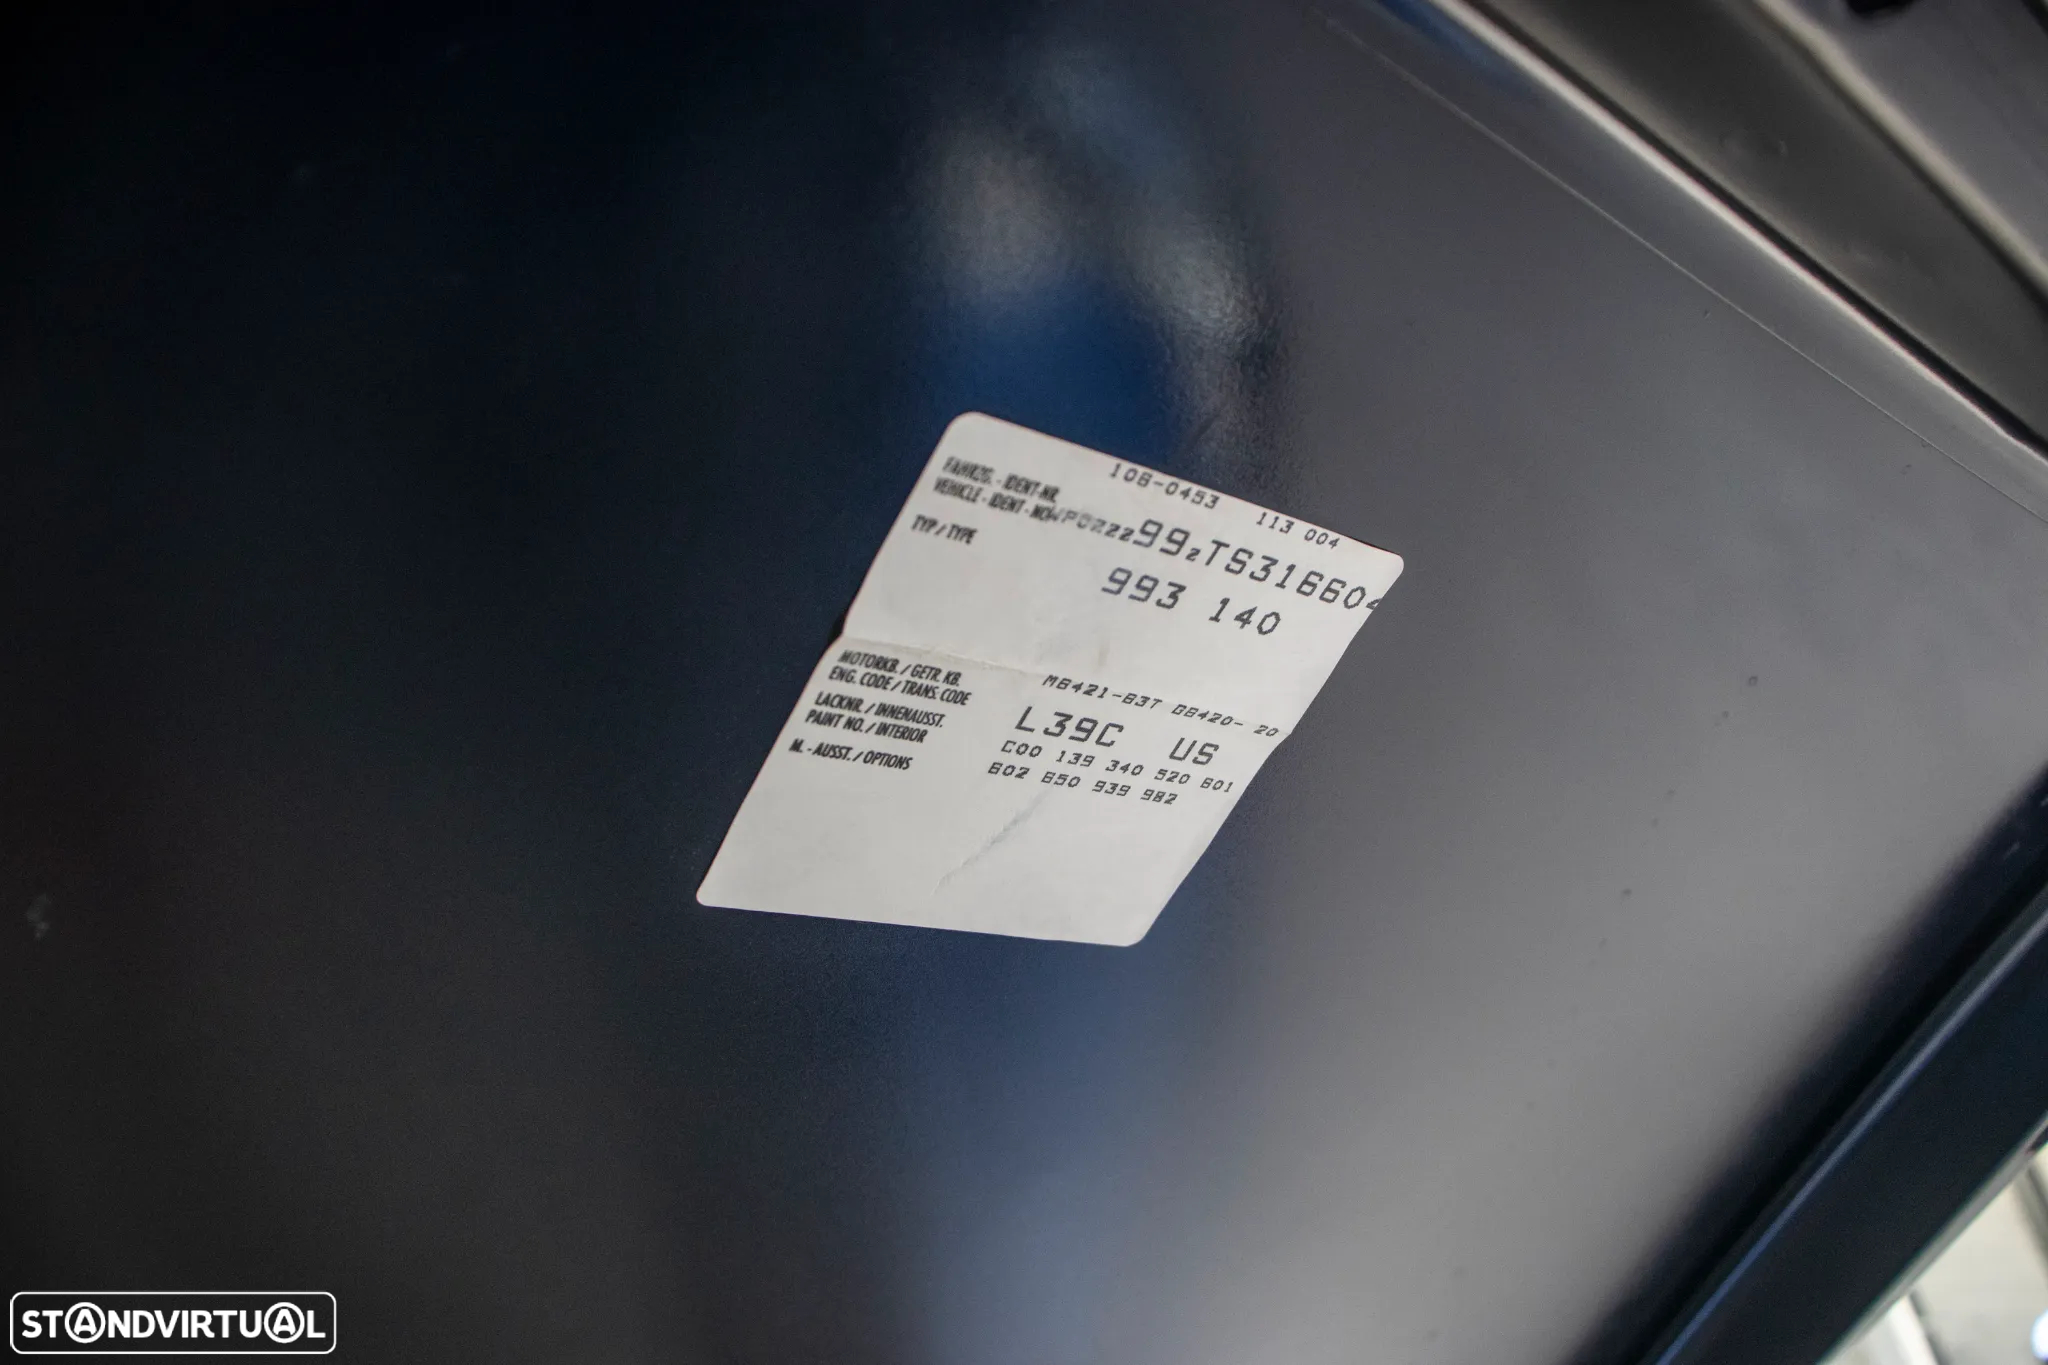 108-0453 113 004
FAHRZG. - IDENT-NR.
VEHICLE - IDENT - NO. WP0ZZZ99ZTS316604
TYP / TYPE 993 140
MOTORKB. / GETR. KB.
ENG. CODE / TRANS. CODE M6421-B37 G6420- 20
LACKNR. / INNENAUSST.
PAINT NO. / INTERIOR L39C US
M. - AUSST. / OPTIONS C00 139 340 520 601
602 650 939 982
STANDVIRTUAL